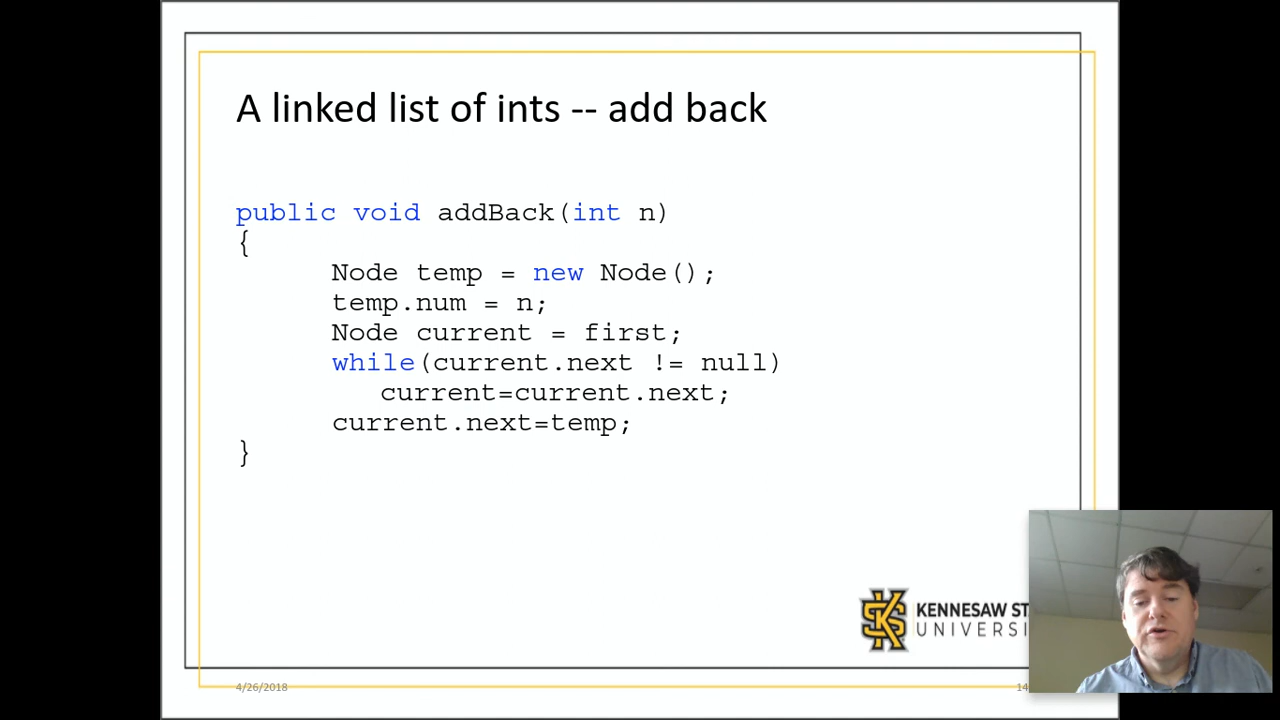 A linked list of ints -- add back
public void addBack(int n)
{
Node temp = new Node();
temp.num = n;
Node current = first;
while(current.next != null)
current=current.next;
current.next=temp;
}
KENNESAW ST
UNIVERSI
4/26/2018
14